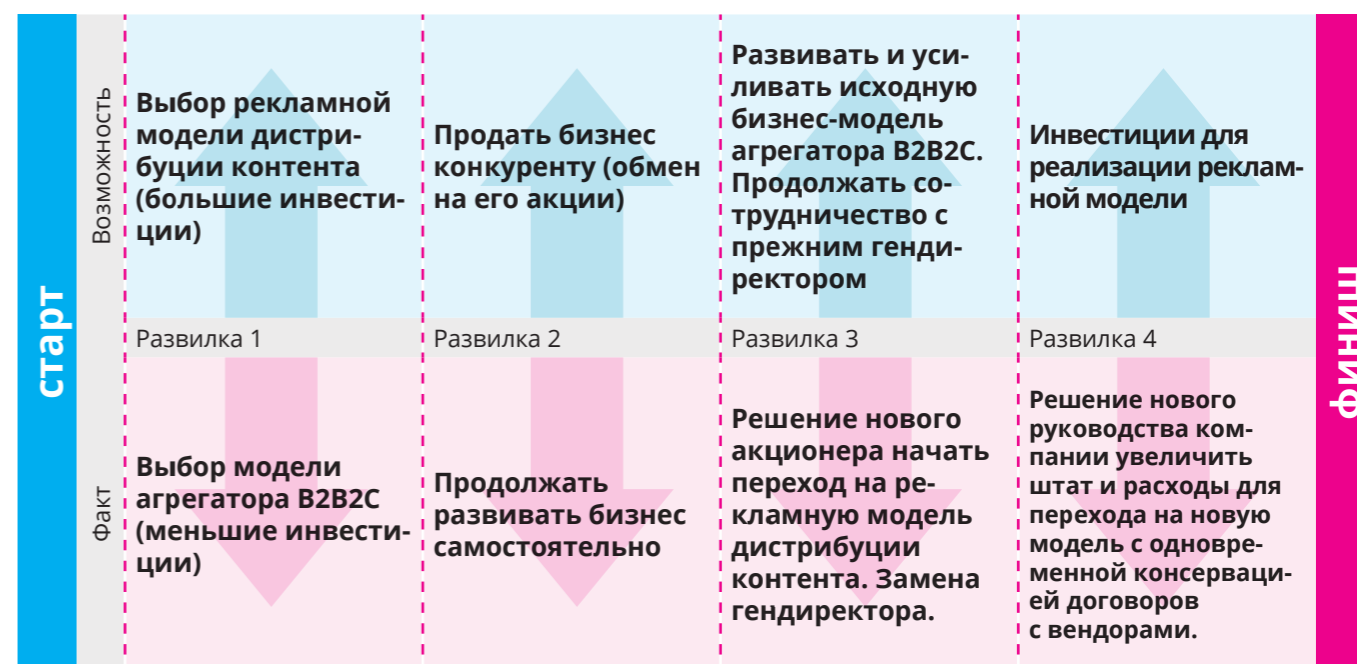 старт
Возможность
Выбор рекламной
модели дистри-
буции контента
(большие инвести-
ции)
Продать бизнес
конкуренту (обмен
на его акции)
Развивать и уси-
ливать исходную
бизнес-модель
агрегатора B2B2C.
Продолжать со-
трудничество с
прежним генди-
ректором
Инвестиции для
реализации реклам-
ной модели
Развилка 1
Развилка 2
Развилка 3
Развилка 4
Факт
Выбор модели
агрегатора B2B2C
(меньшие инвести-
ции)
Продолжать
развивать бизнес
самостоятельно
Решение нового
акционера начать
переход на ре-
кламную модель
дистрибуции
контента. Замена
гендиректора.
Решение нового
руководства ком-
пании увеличить
штат и расходы для
перехода на новую
модель с одновре-
менной консерваци-
ей договоров
с вендорами.
финиш